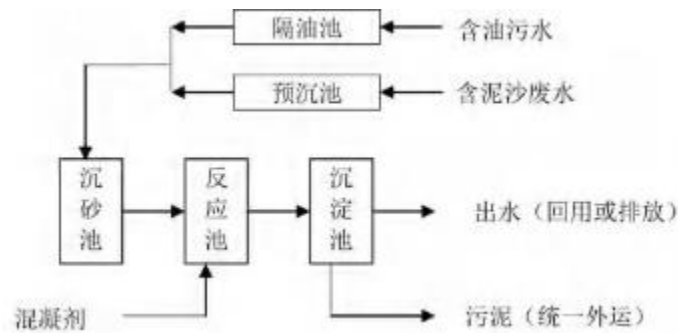 隔油池
含油污水
预沉池
含泥沙废水
沉砂池
反应池
沉淀池
出水（回用或排放）
混凝剂
污泥（统一外运）